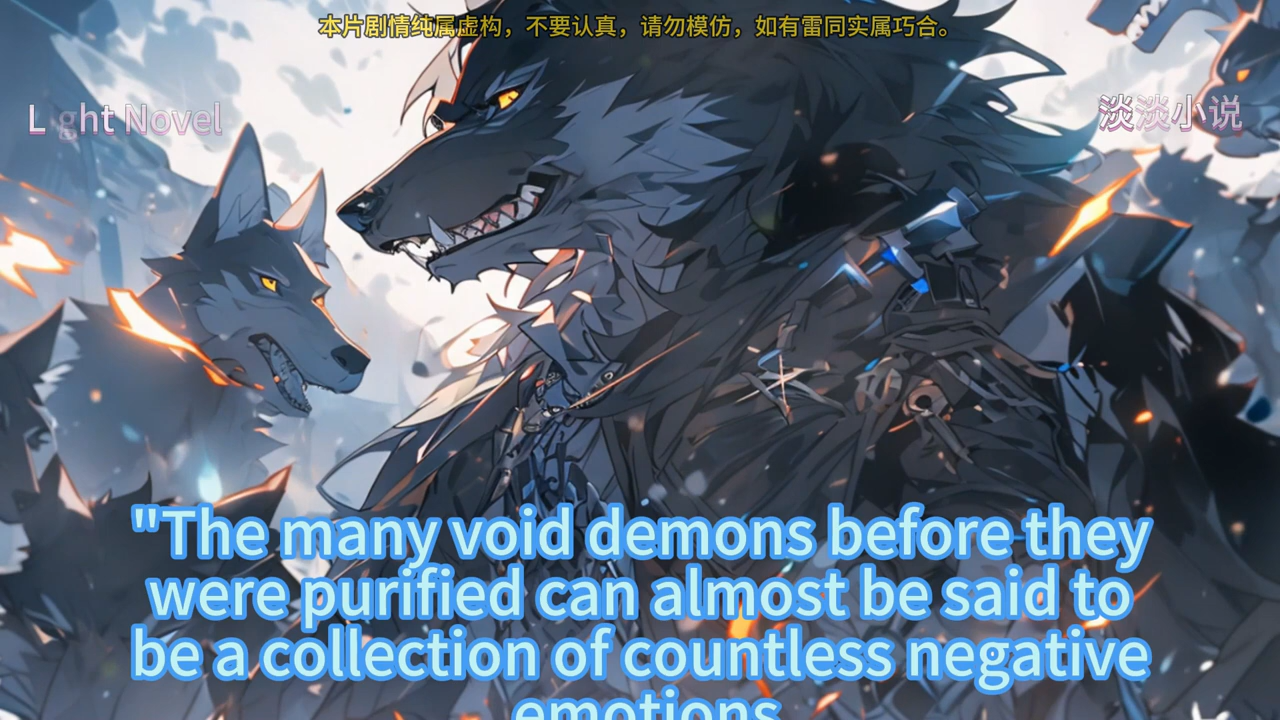 本片剧情纯属虚构，不要认真，请勿模仿，如有雷同实属巧合。
Light Novel
淡淡小说
"The many void demons before they
were purified can almost be said to
be a collection of countless negative
emotions